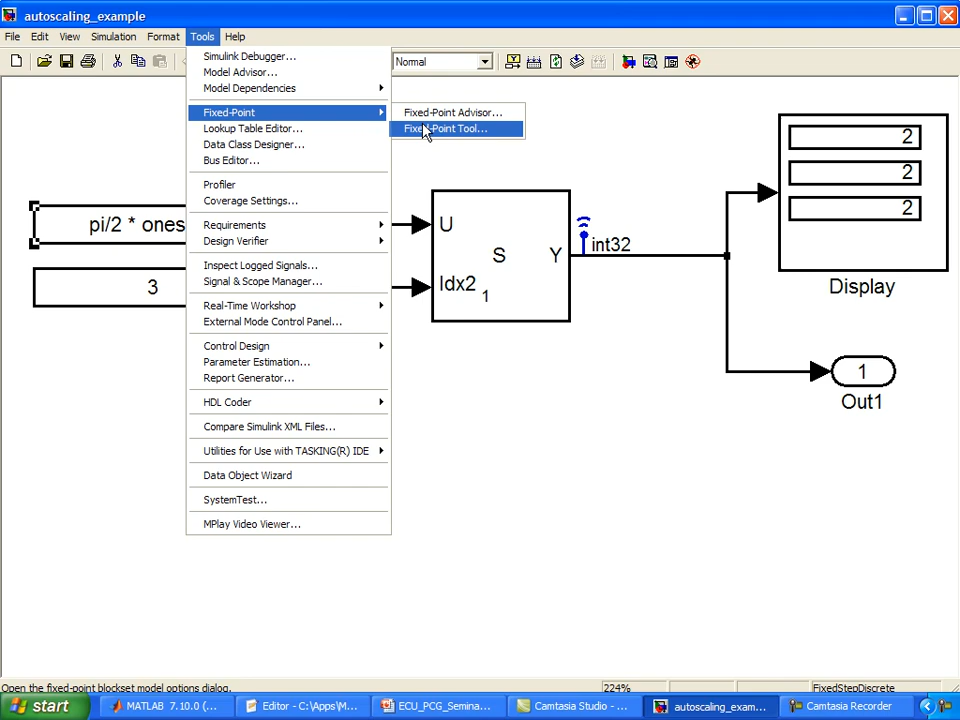 autoscaling_example
File Edit View Simulation Format Tools Help
Normal
Simulink Debugger...
Model Advisor...
Model Dependencies
Fixed-Point
Lookup Table Editor...
Data Class Designer...
Bus Editor...
Profiler
Coverage Settings...
Requirements
Design Verifier
Inspect Logged Signals...
Signal & Scope Manager...
Real-Time Workshop
External Mode Control Panel...
Control Design
Parameter Estimation...
Report Generator...
HDL Coder
Compare Simulink XML Files...
Utilities for Use with TASKING(R) IDE
Data Object Wizard
SystemTest...
MPlay Video Viewer...
Fixed-Point Advisor...
Fixed-Point Tool...
pi/2 * ones
3
U
S
Y
Idx2
1
int32
2
2
2
Display
1
Out1
Open the fixed-point blockset model options dialog.
224%
FixedStepDiscrete
start
MATLAB 7.10.0 (...
Editor - C:\Apps\M...
ECU_PCG_Semina...
Camtasia Studio - ...
autoscaling_exam...
Camtasia Recorder